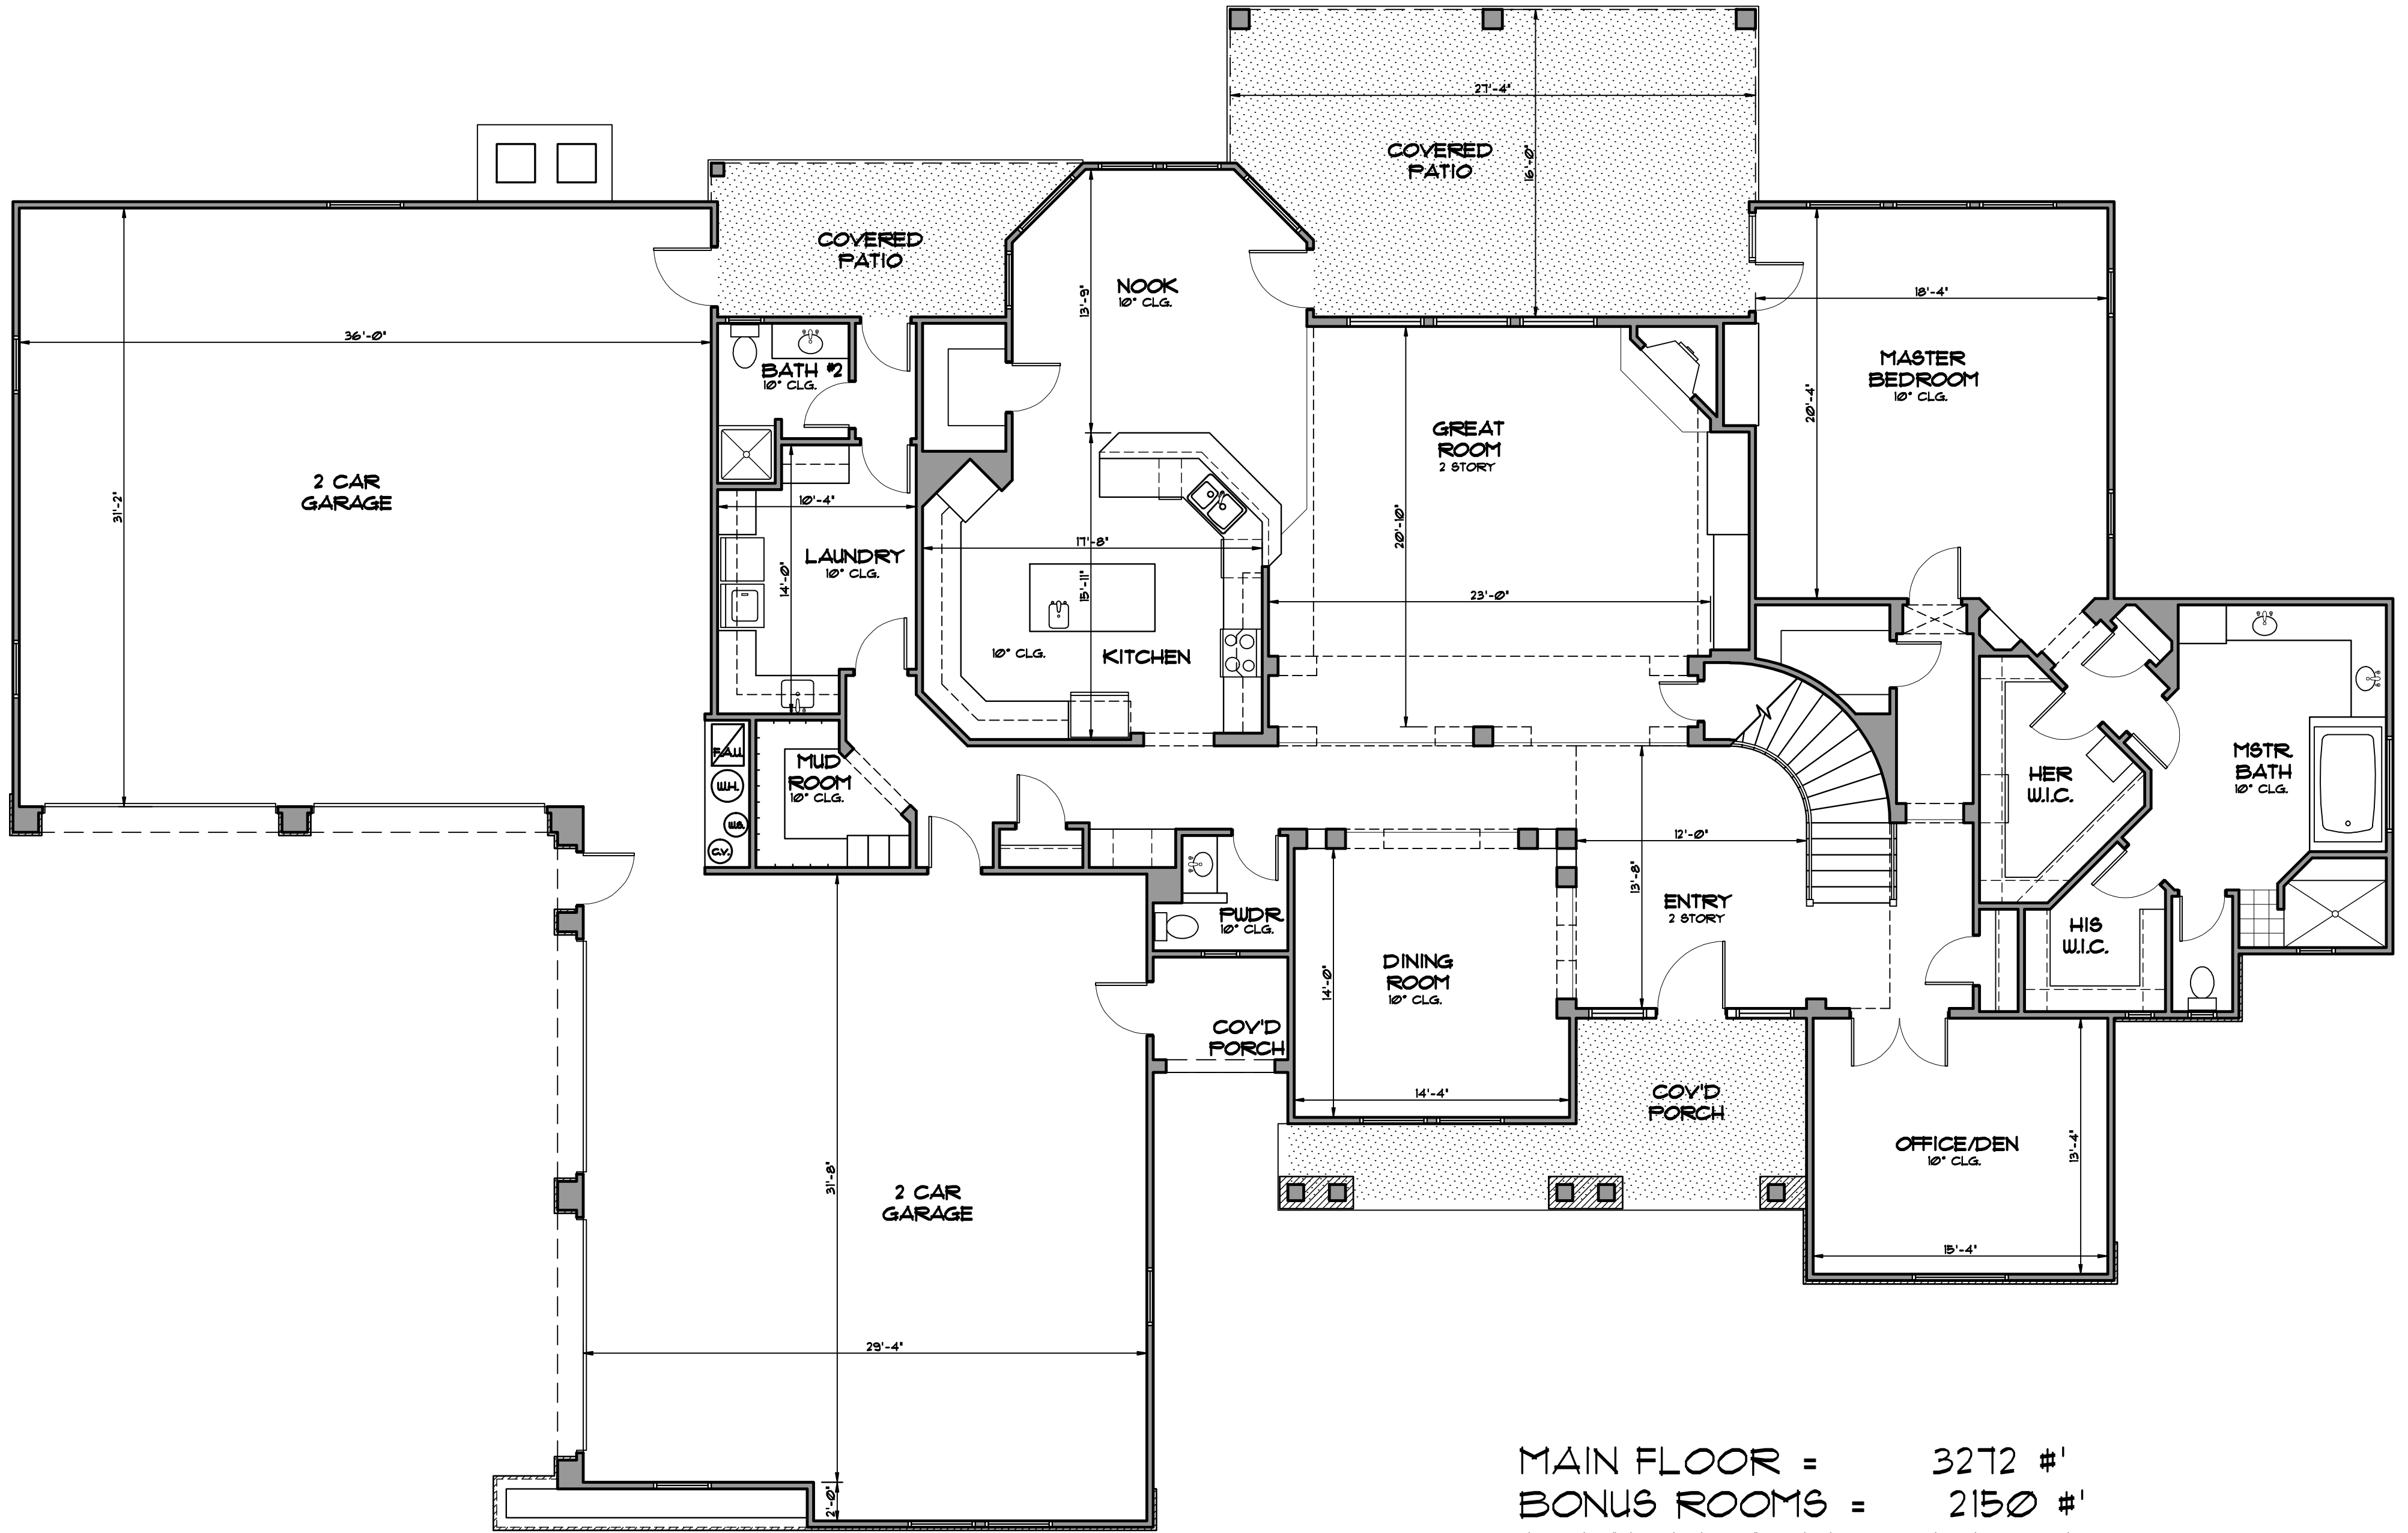 27'-4"
COVERED
PATIO
16'-0"
COVERED
PATIO
NOOK
10° CLG.
13'-9"
18'-4"
36'-0"
31'-2"
2 CAR
GARAGE
BATH #2
10° CLG.
MASTER
BEDROOM
10° CLG.
20'-4"
GREAT
ROOM
2 STORY
20'-10"
23'-0"
10'-4"
LAUNDRY
10° CLG.
14'-0"
17'-8"
15'-11"
10° CLG.
KITCHEN
F.A.U.
W.H.
W.S.
C.V.
MUD
ROOM
10° CLG.
HER
W.I.C.
MSTR.
BATH
10° CLG.
12'-0"
13'-8"
ENTRY
2 STORY
PWDR.
10° CLG.
HIS
W.I.C.
DINING
ROOM
10° CLG.
14'-0"
14'-4"
COV'D
PORCH
COV'D
PORCH
OFFICE/DEN
10° CLG.
13'-4"
15'-4"
31'-8"
2 CAR
GARAGE
29'-4"
2'-0"
MAIN FLOOR = 3272 #'
BONUS ROOMS = 2150 #'